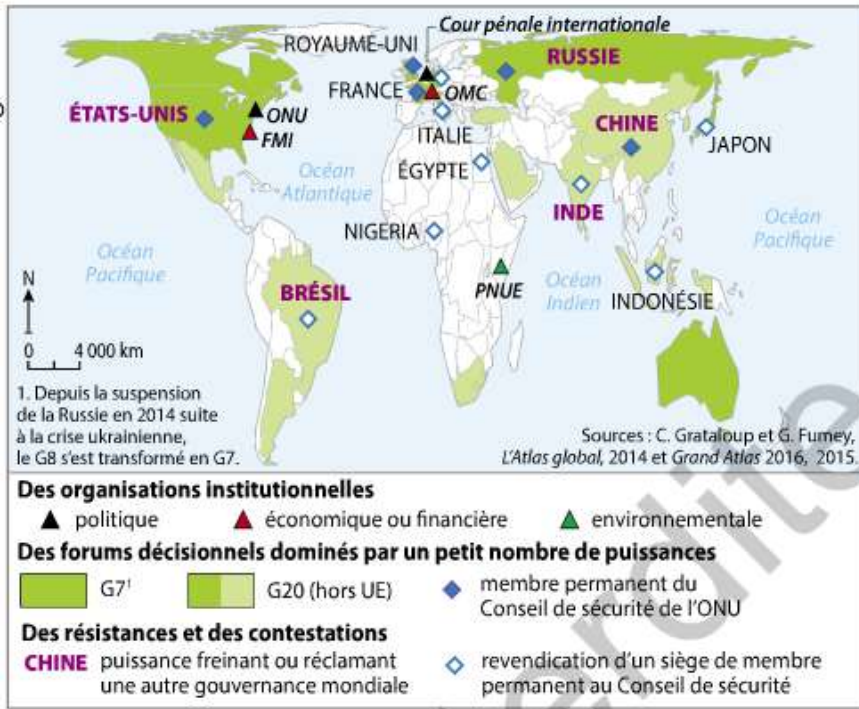 Cour pénale internationale
ROYAUME-UNI
RUSSIE
FRANCE
OMC
ÉTATS-UNIS
ONU
FMI
ITALIE
CHINE
JAPON
Océan
Atlantique
ÉGYPTE
INDE
Océan
Pacifique
NIGERIA
Océan
Pacifique
PNUE
Océan
Indien
INDONÉSIE
BRÉSIL
N
0 4 000 km
1. Depuis la suspension
de la Russie en 2014 suite
à la crise ukrainienne,
le G8 s'est transformé en G7.
Sources : C. Grataloup et G. Fumey,
L'Atlas global, 2014 et Grand Atlas 2016, 2015.
Des organisations institutionnelles
politique
économique ou financière
environnementale
Des forums décisionnels dominés par un petit nombre de puissances
G7¹
G20 (hors UE)
membre permanent du
Conseil de sécurité de l'ONU
Des résistances et des contestations
CHINE
puissance freinant ou réclamant
une autre gouvernance mondiale
revendication d'un siège de membre
permanent au Conseil de sécurité